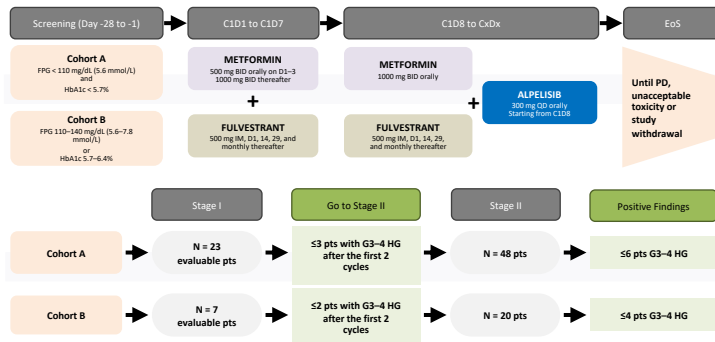 Screening (Day -28 to -1)
C1D1 to C1D7
C1D8 to CxDx
EoS
Cohort A
FPG < 110 mg/dL (5.6 mmol/L)
and
HbA1c < 5.7%
Cohort B
FPG 110–140 mg/dL (5.6–7.8
mmol/L)
or
HbA1c 5.7–6.4%
METFORMIN
500 mg BID orally on D1–3
1000 mg BID thereafter
+
FULVESTRANT
500 mg IM, D1, 14, 29,
and monthly thereafter
METFORMIN
1000 mg BID orally
+
FULVESTRANT
500 mg IM, D1, 14, 29,
and monthly thereafter
ALPELISIB
300 mg QD orally
Starting from C1D8
Until PD,
unacceptable
toxicity or
study
withdrawal
Stage I
Go to Stage II
Stage II
Positive Findings
Cohort A
N = 23
evaluable pts
≤3 pts with G3–4 HG
after the first 2
cycles
N = 48 pts
≤6 pts G3–4 HG
Cohort B
N = 7
evaluable pts
≤2 pts with G3–4 HG
after the first 2
cycles
N = 20 pts
≤4 pts G3–4 HG